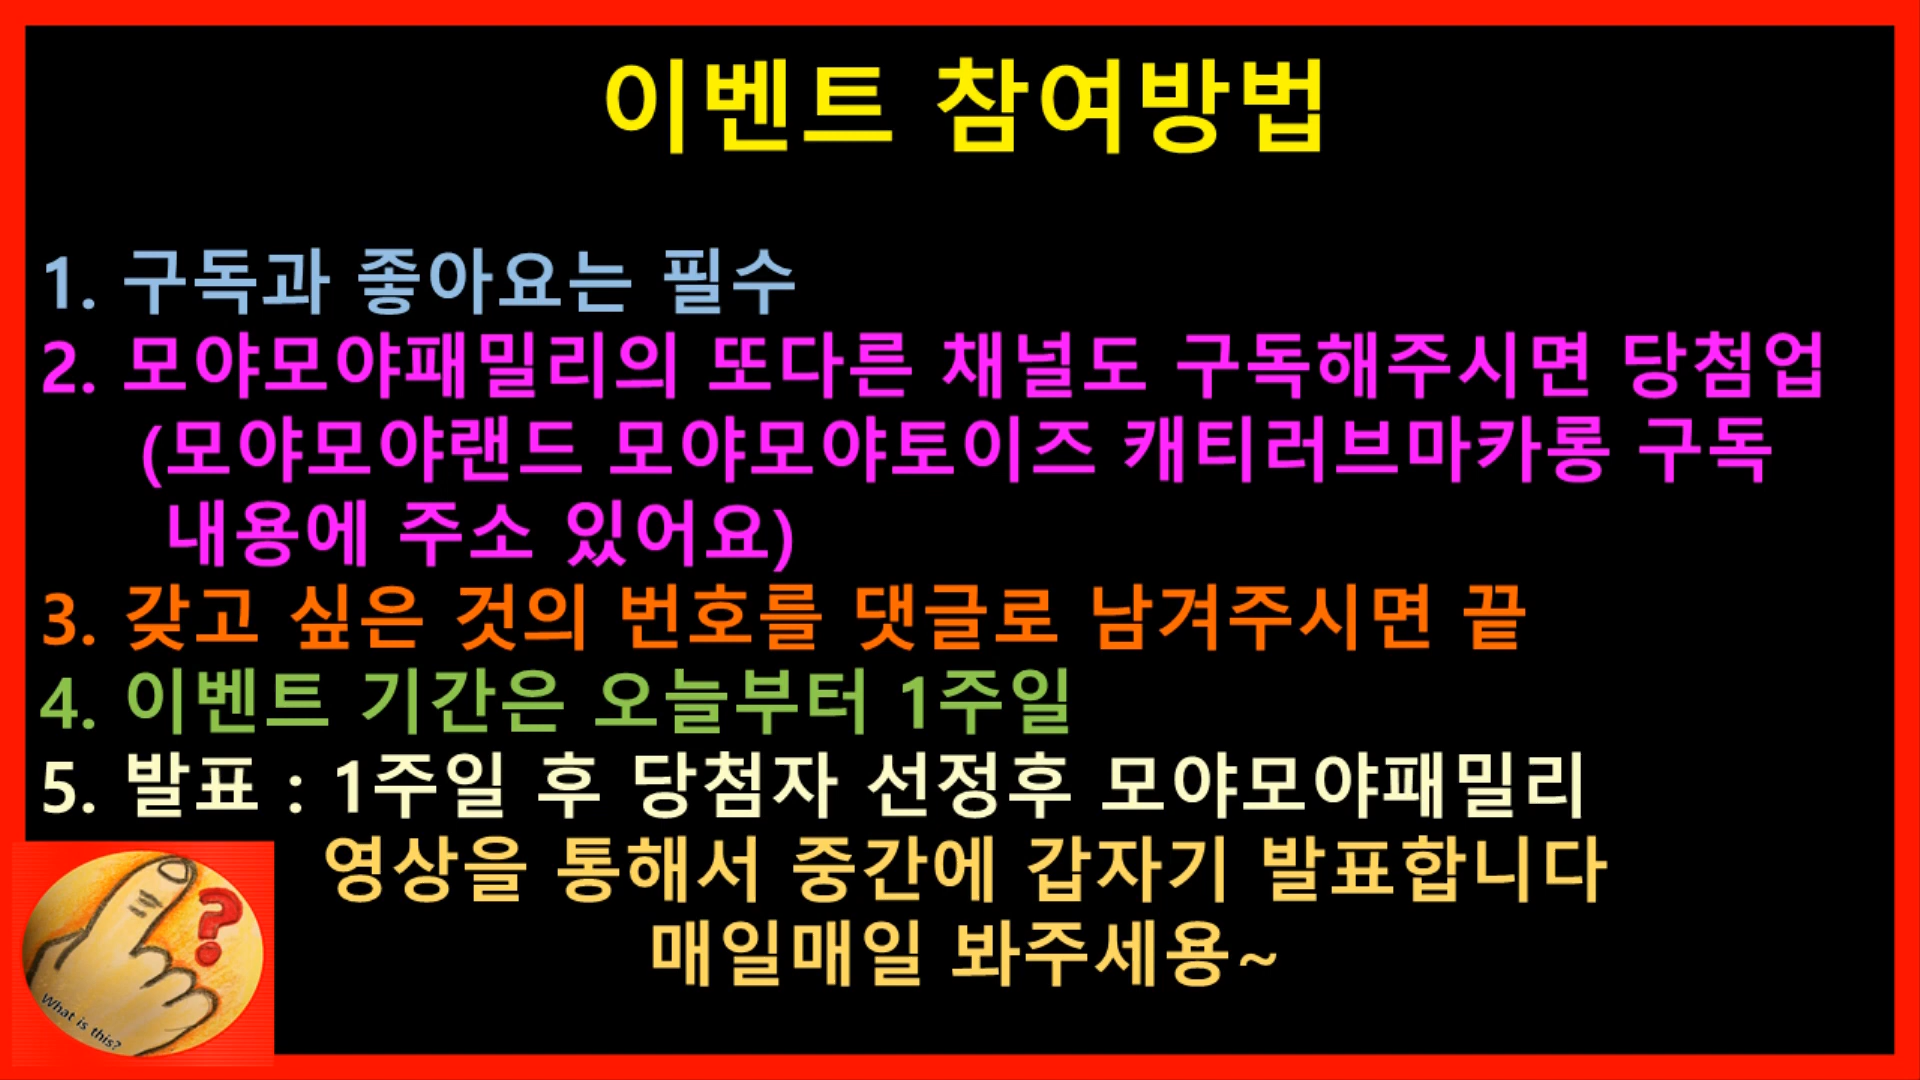 이벤트 참여방법
1. 구독과 좋아요는 필수
2. 모야모야패밀리의 또다른 채널도 구독해주시면 당첨업
(모야모야랜드 모야모야토이즈 캐티러브마카롱 구독
내용에 주소 있어요)
3. 갖고 싶은 것의 번호를 댓글로 남겨주시면 끝
4. 이벤트 기간은 오늘부터 1주일
5. 발표 : 1주일 후 당첨자 선정후 모야모야패밀리
영상을 통해서 중간에 갑자기 발표합니다
매일매일 봐주세용~
?
What is this?